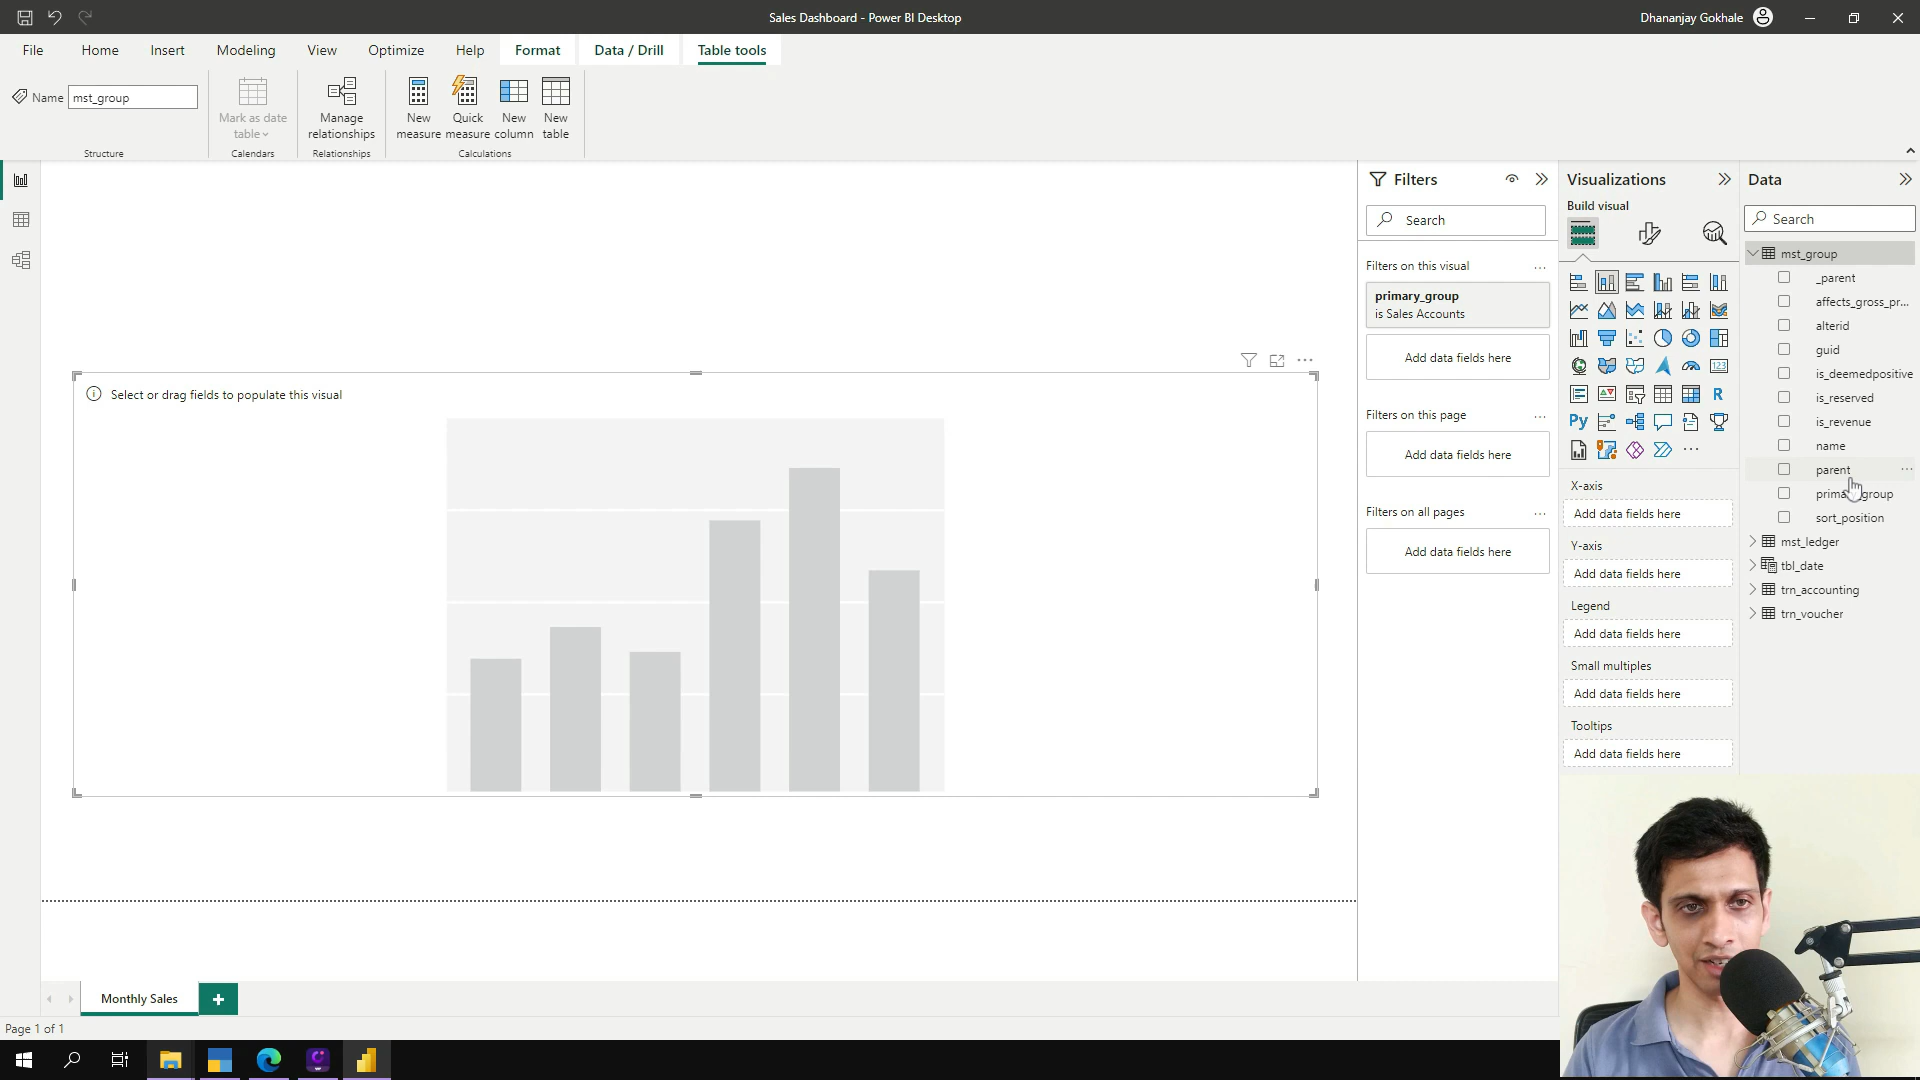 Sales Dashboard - Power BI Desktop
Dhananjay Gokhale
File
Home
Insert
Modeling
View
Optimize
Help
Format
Data / Drill
Table tools
Name
mst_group
Mark as date
table
Manage
relationships
New
measure
Quick
measure
New
column
New
table
Structure
Calendars
Relationships
Calculations
Filters
Search
Filters on this visual
...
primary_group
is Sales Accounts
Add data fields here
Filters on this page
...
Add data fields here
Filters on all pages
...
Add data fields here
Visualizations
Build visual
123
R
Py
...
X-axis
Add data fields here
Y-axis
Add data fields here
Legend
Add data fields here
Small multiples
Add data fields here
Tooltips
Add data fields here
Data
Search
mst_group
_parent
affects_gross_pr...
alterid
guid
is_deemedpositive
is_reserved
is_revenue
name
parent
...
sort_position
mst_ledger
tbl_date
trn_accounting
trn_voucher
Select or drag fields to populate this visual
Monthly Sales
Page 1 of 1